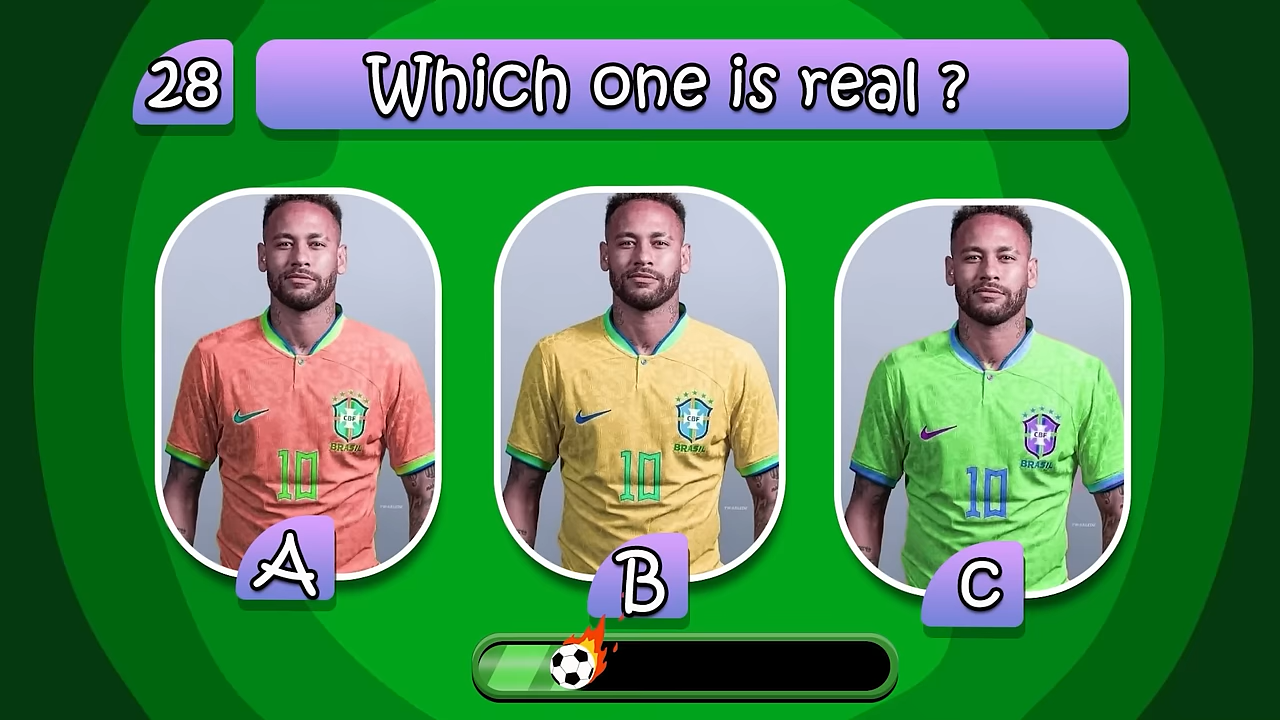 28
Which one is real ?
CBF
BRASIL
10
CBF
BRASIL
10
CBF
BRASIL
10
A
B
C